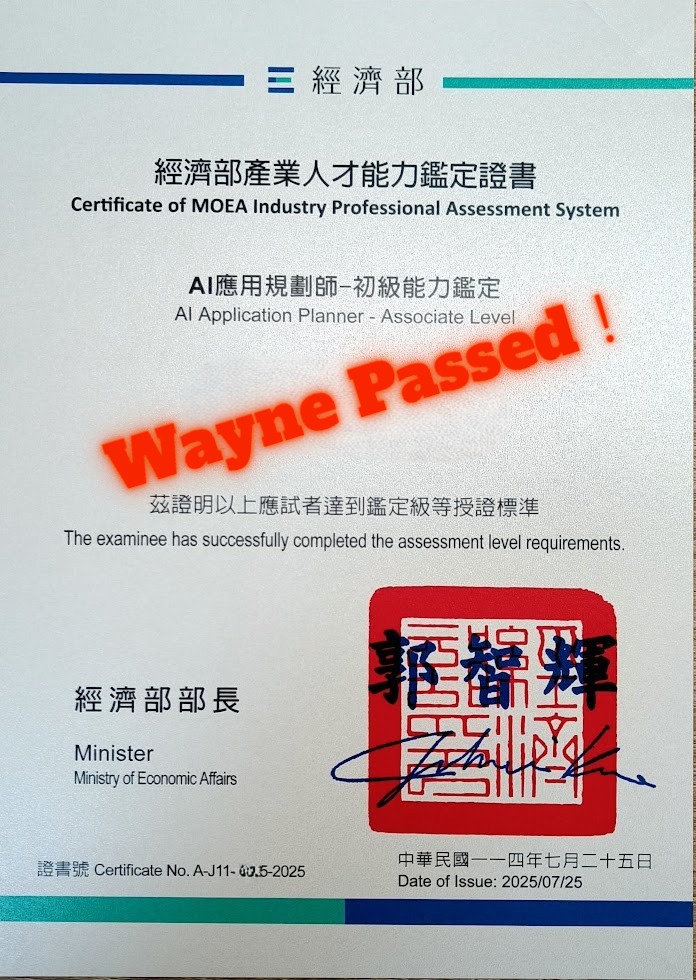 經濟部
經濟部產業人才能力鑑定證書
Certificate of MOEA Industry Professional Assessment System
AI應用規劃師-初級能力鑑定
AI Application Planner - Associate Level
Wayne Passed！
茲證明以上應試者達到鑑定級等授證標準
The examinee has successfully completed the assessment level requirements.
郭智輝
經濟部部長
Minister
Ministry of Economic Affairs
證書號 Certificate No. A-J11- -2025
中華民國一一四年七月二十五日
Date of Issue: 2025/07/25